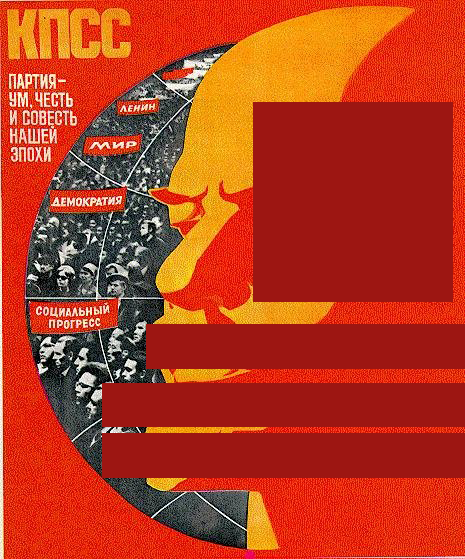 КПСС
ПАРТИЯ–
УМ, ЧЕСТЬ
И СОВЕСТЬ
НАШЕЙ
ЭПОХИ
ЛЕНИН
МИР
ДЕМОКРАТИЯ
СОЦИАЛЬНЫЙ
ПРОГРЕСС